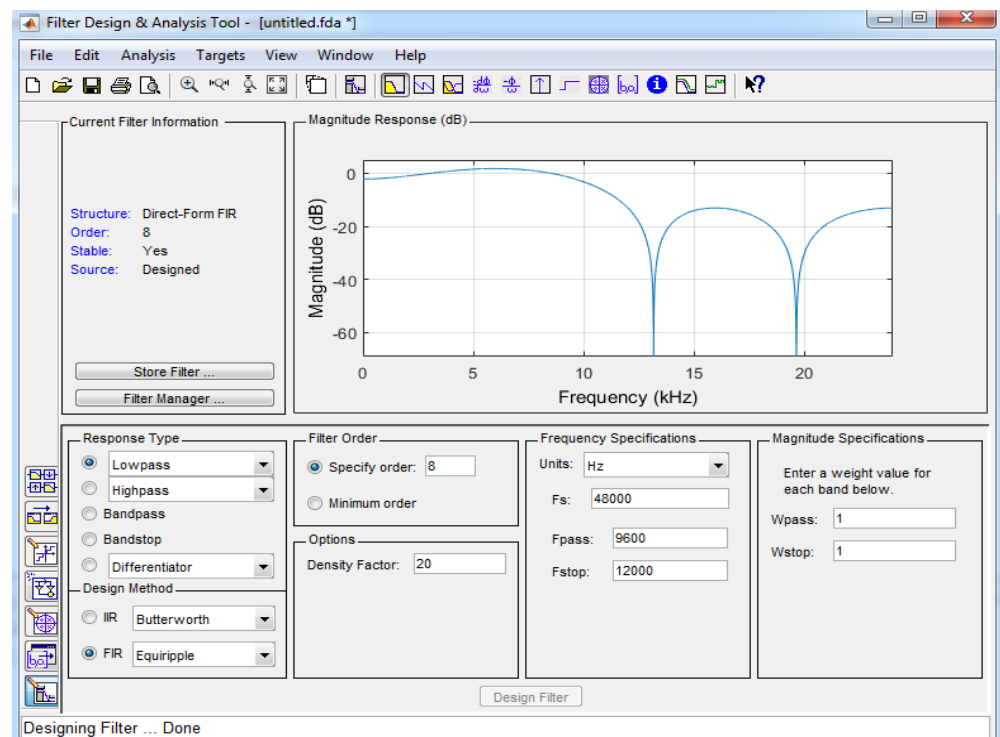 Filter Design & Analysis Tool - [untitled.fda *]
File Edit Analysis Targets View Window Help
Current Filter Information
Structure: Direct-Form FIR
Order: 8
Stable: Yes
Source: Designed
Store Filter ...
Filter Manager ...
Magnitude Response (dB)
Magnitude (dB)
0
-20
-40
-60
0 5 10 15 20
Frequency (kHz)
Response Type
Lowpass
Highpass
Bandpass
Bandstop
Differentiator
Design Method
IIR Butterworth
FIR Equiripple
Filter Order
Specify order: 8
Minimum order
Options
Density Factor: 20
Frequency Specifications
Units: Hz
Fs: 48000
Fpass: 9600
Fstop: 12000
Magnitude Specifications
Enter a weight value for
each band below.
Wpass: 1
Wstop: 1
Design Filter
Designing Filter ... Done